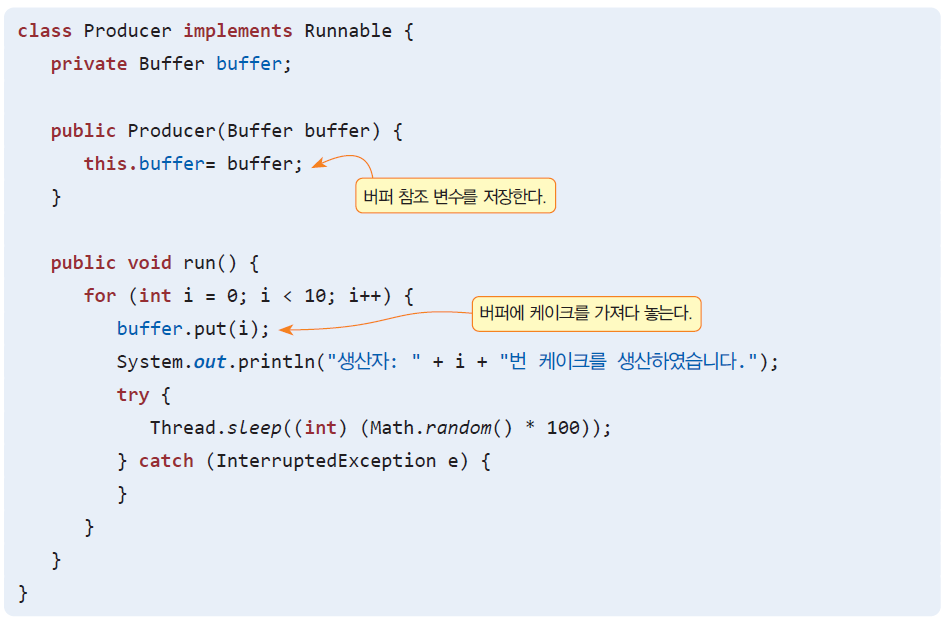 class Producer implements Runnable {
private Buffer buffer;
public Producer(Buffer buffer) {
this.buffer= buffer;
버퍼 참조 변수를 저장한다.
}
public void run() {
for (int i = 0; i < 10; i++) {
버퍼에 케이크를 가져다 놓는다.
buffer.put(i);
System.out.println("생산자: " + i + "번 케이크를 생산하였습니다.");
try {
Thread.sleep((int) (Math.random() * 100));
} catch (InterruptedException e) {
}
}
}
}